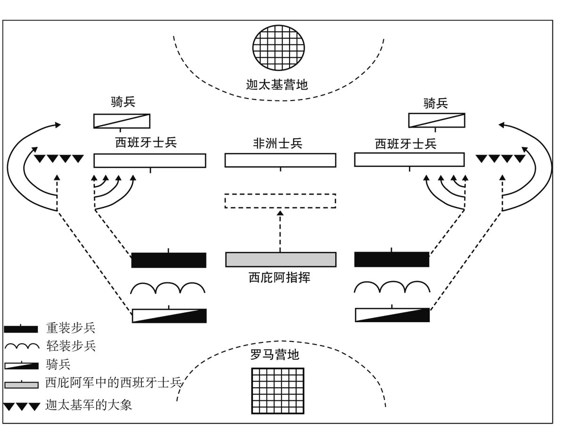 迦太基营地
骑兵
骑兵
西班牙士兵
非洲士兵
西班牙士兵
西庇阿指挥
罗马营地
重装步兵
轻装步兵
骑兵
西庇阿军中的西班牙士兵
迦太基军的大象